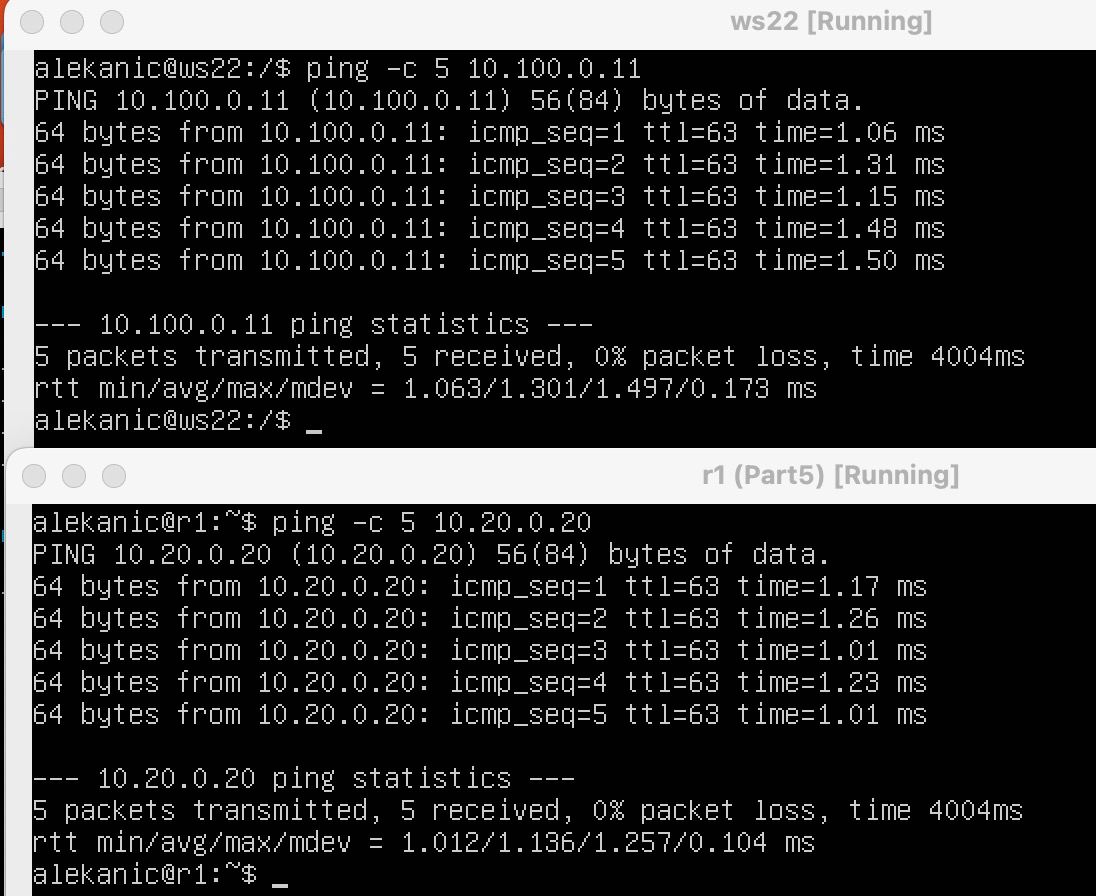 ws22 [Running]
alekanic@ws22:/$ ping -c 5 10.100.0.11
PING 10.100.0.11 (10.100.0.11) 56(84) bytes of data.
64 bytes from 10.100.0.11: icmp_seq=1 ttl=63 time=1.06 ms
64 bytes from 10.100.0.11: icmp_seq=2 ttl=63 time=1.31 ms
64 bytes from 10.100.0.11: icmp_seq=3 ttl=63 time=1.15 ms
64 bytes from 10.100.0.11: icmp_seq=4 ttl=63 time=1.48 ms
64 bytes from 10.100.0.11: icmp_seq=5 ttl=63 time=1.50 ms
--- 10.100.0.11 ping statistics ---
5 packets transmitted, 5 received, 0% packet loss, time 4004ms
rtt min/avg/max/mdev = 1.063/1.301/1.497/0.173 ms
alekanic@ws22:/$ _
r1 (Part5) [Running]
alekanic@r1:~$ ping -c 5 10.20.0.20
PING 10.20.0.20 (10.20.0.20) 56(84) bytes of data.
64 bytes from 10.20.0.20: icmp_seq=1 ttl=63 time=1.17 ms
64 bytes from 10.20.0.20: icmp_seq=2 ttl=63 time=1.26 ms
64 bytes from 10.20.0.20: icmp_seq=3 ttl=63 time=1.01 ms
64 bytes from 10.20.0.20: icmp_seq=4 ttl=63 time=1.23 ms
64 bytes from 10.20.0.20: icmp_seq=5 ttl=63 time=1.01 ms
--- 10.20.0.20 ping statistics ---
5 packets transmitted, 5 received, 0% packet loss, time 4004ms
rtt min/avg/max/mdev = 1.012/1.136/1.257/0.104 ms
alekanic@r1:~$ _